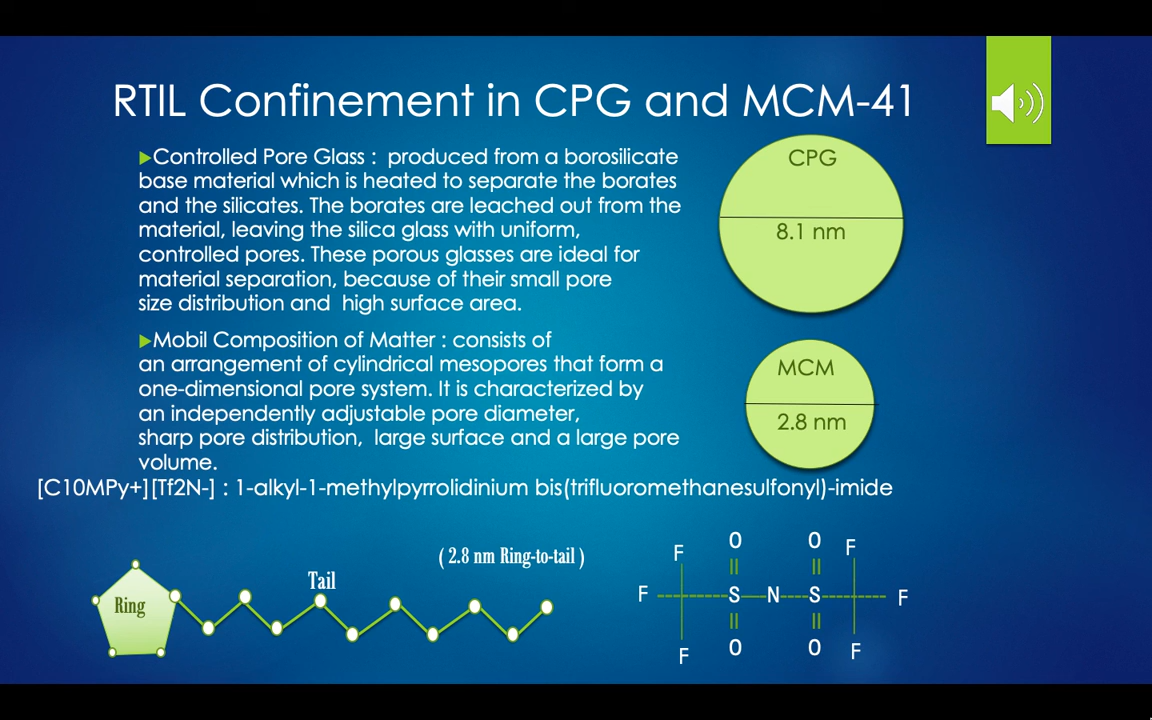 RTIL Confinement in CPG and MCM-41
Controlled Pore Glass : produced from a borosilicate
base material which is heated to separate the borates
and the silicates. The borates are leached out from the
material, leaving the silica glass with uniform,
controlled pores. These porous glasses are ideal for
material separation, because of their small pore
size distribution and high surface area.
Mobil Composition of Matter : consists of
an arrangement of cylindrical mesopores that form a
one-dimensional pore system. It is characterized by
an independently adjustable pore diameter,
sharp pore distribution, large surface and a large pore
volume.
CPG
8.1 nm
MCM
2.8 nm
[C10MPy+][Tf2N-] : 1-alkyl-1-methylpyrrolidinium bis(trifluoromethanesulfonyl)-imide
( 2.8 nm Ring-to-tail )
Ring
Tail
F O O F
F S N S F
F O O F